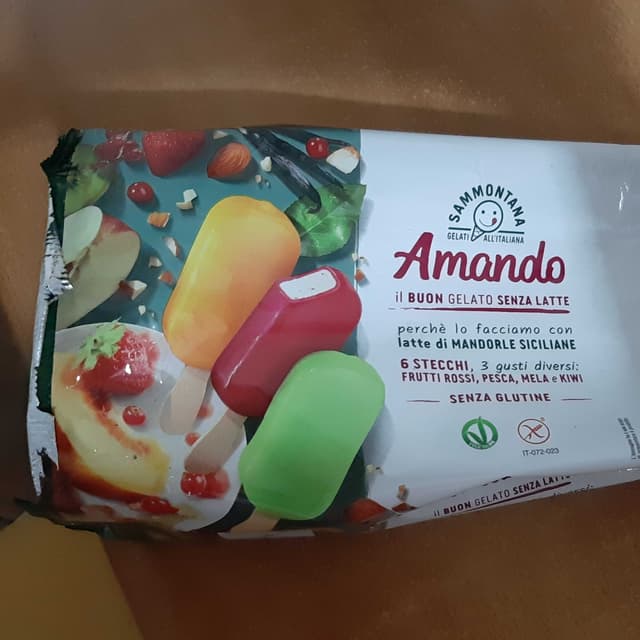 SAMMONTANA
GELATI ALL'ITALIANA
Amando
il BUON GELATO SENZA LATTE
perchè lo facciamo con
latte di MANDORLE SICILIANE
6 STECCHI, 3 gusti diversi:
FRUTTI ROSSI, PESCA, MELA e KIWI
SENZA GLUTINE
IT-072-023
il BUON GELATO SENZA LATTE